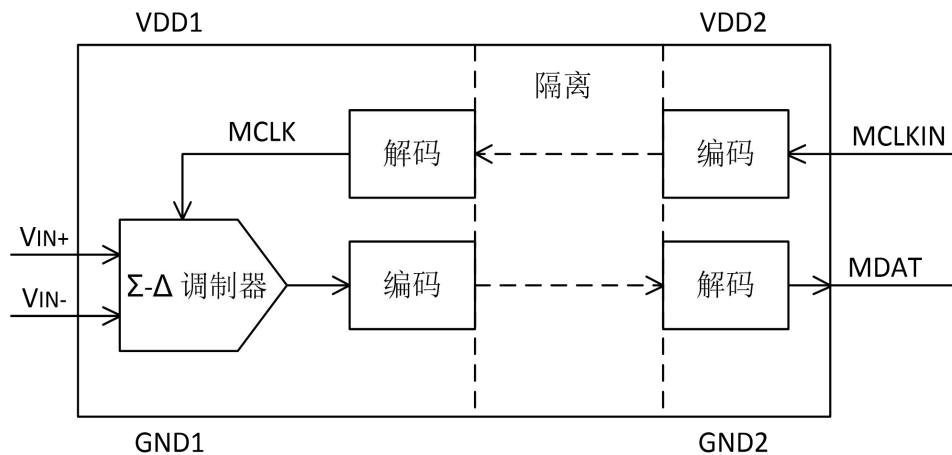 VDD1
VDD2
隔离
MCLK
解码
编码
MCLKIN
VIN+
VIN-
Σ-Δ 调制器
编码
解码
MDAT
GND1
GND2